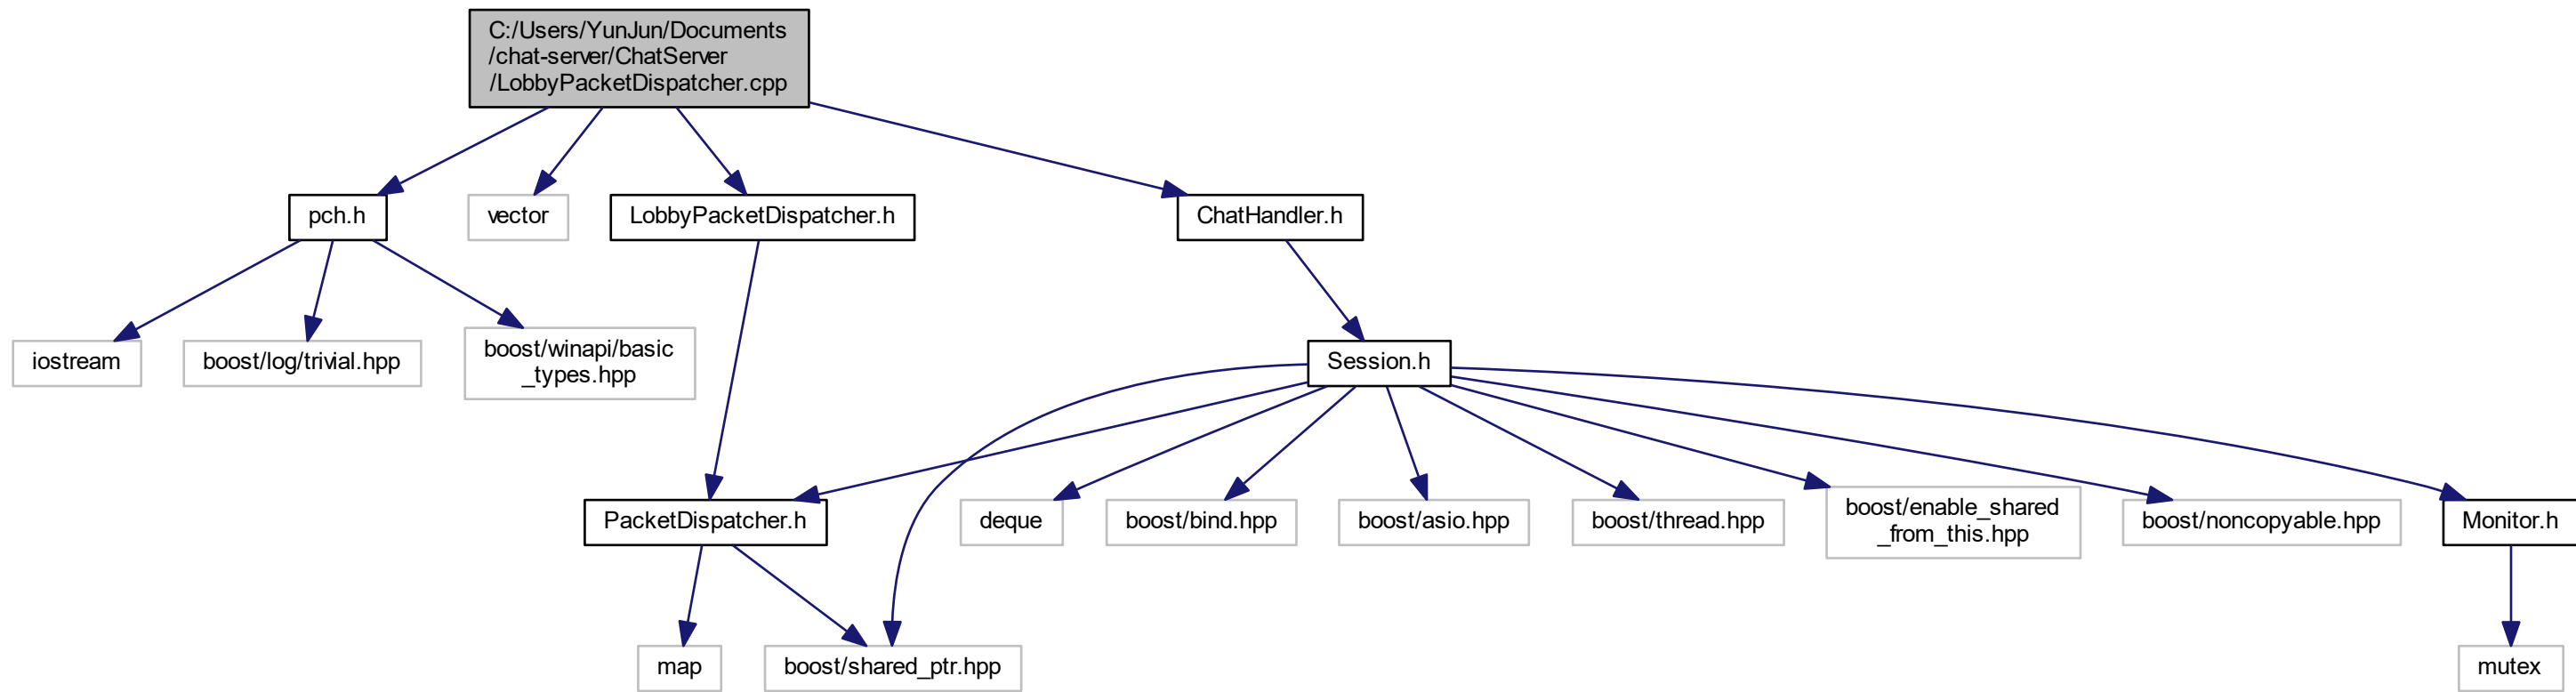 C:/Users/YunJun/Documents
/chat-server/ChatServer
/LobbyPacketDispatcher.cpp
pch.h
vector
LobbyPacketDispatcher.h
ChatHandler.h
iostream
boost/log/trivial.hpp
boost/winapi/basic
_types.hpp
Session.h
PacketDispatcher.h
deque
boost/bind.hpp
boost/asio.hpp
boost/thread.hpp
boost/enable_shared
_from_this.hpp
boost/noncopyable.hpp
Monitor.h
map
boost/shared_ptr.hpp
mutex